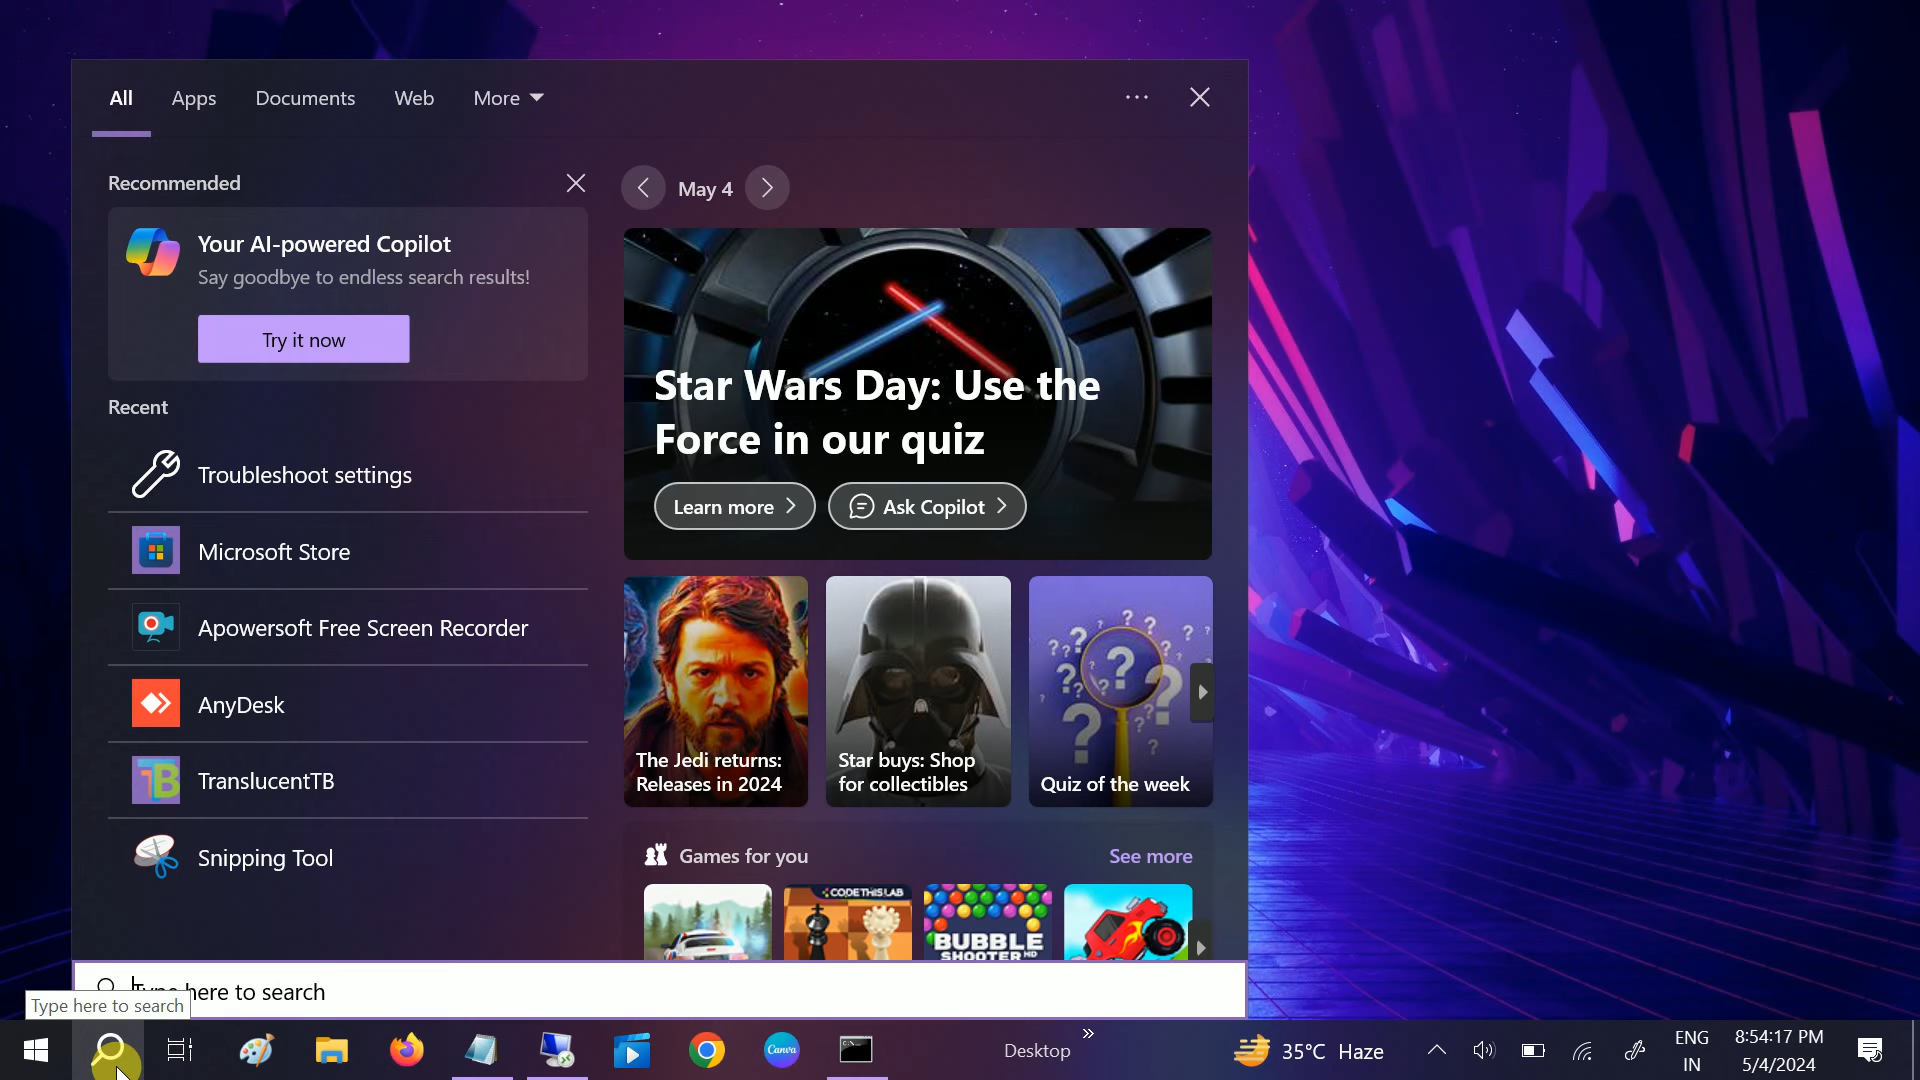 All Apps Documents Web More
Recommended
Your AI-powered Copilot
Say goodbye to endless search results!
Try it now
Recent
Troubleshoot settings
Microsoft Store
Apowersoft Free Screen Recorder
AnyDesk
TranslucentTB
Snipping Tool
May 4
Star Wars Day: Use the
Force in our quiz
Learn more
Ask Copilot
The Jedi returns:
Releases in 2024
Star buys: Shop
for collectibles
Quiz of the week
Games for you
See more
CODETHISLAB
BUBBLE
SHOOTER HD
Type here to search
Type here to search
Canva
Desktop
35°C Haze
ENG
IN
8:54:17 PM
5/4/2024